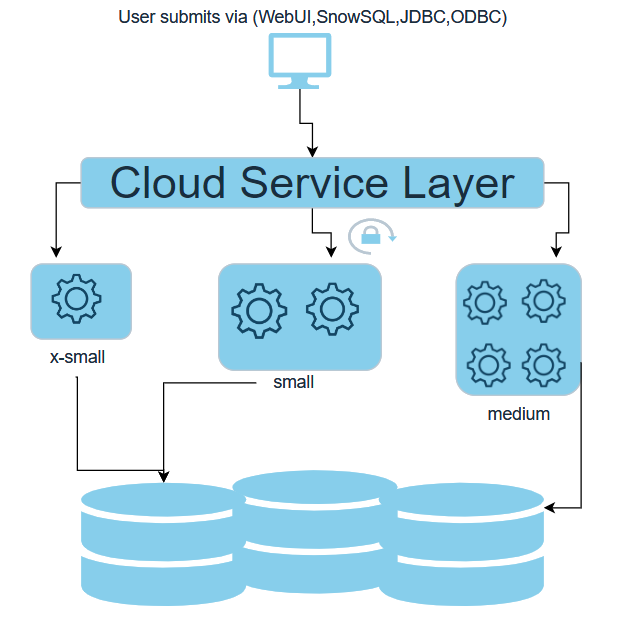 User submits via (WebUI,SnowSQL,JDBC,ODBC)
Cloud Service Layer
x-small
small
medium